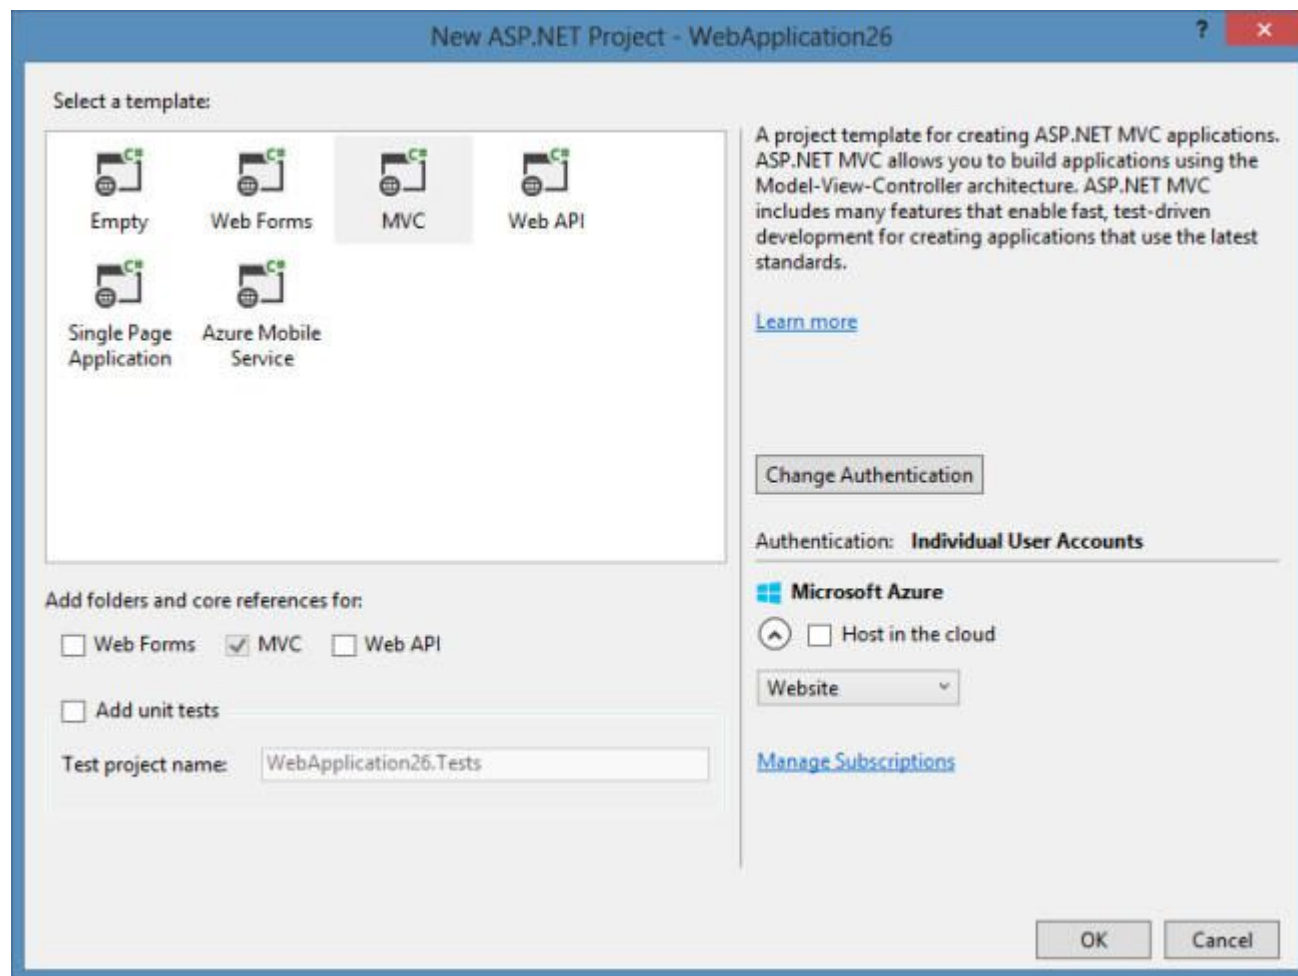 New ASP.NET Project - WebApplication26
?
Select a template:
C# C# C# C#
Empty Web Forms MVC Web API
C# C#
Single Page Azure Mobile
Application Service
Add folders and core references for:
Web Forms MVC Web API
Add unit tests
Test project name: WebApplication26.Tests
A project template for creating ASP.NET MVC applications.
ASP.NET MVC allows you to build applications using the
Model-View-Controller architecture. ASP.NET MVC
includes many features that enable fast, test-driven
development for creating applications that use the latest
standards.
Learn more
Change Authentication
Authentication: Individual User Accounts
Microsoft Azure
Host in the cloud
Website
Manage Subscriptions
OK Cancel